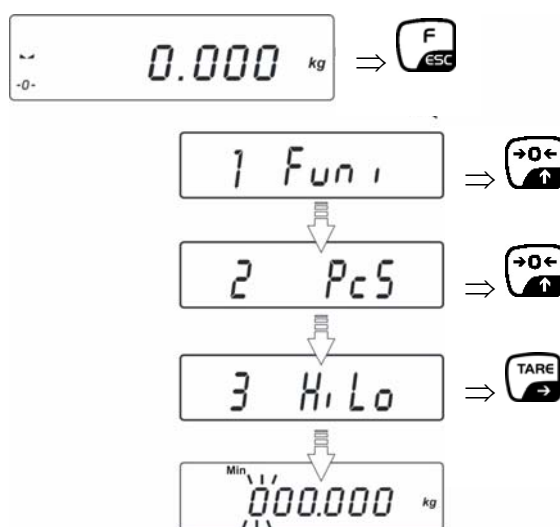 -0- 0.000 kg ⇒ F ESC
1 Funi ⇒ →0← ↑
2 PcS ⇒ →0← ↑
3 HiLo ⇒ TARE →
Min
000.000 kg